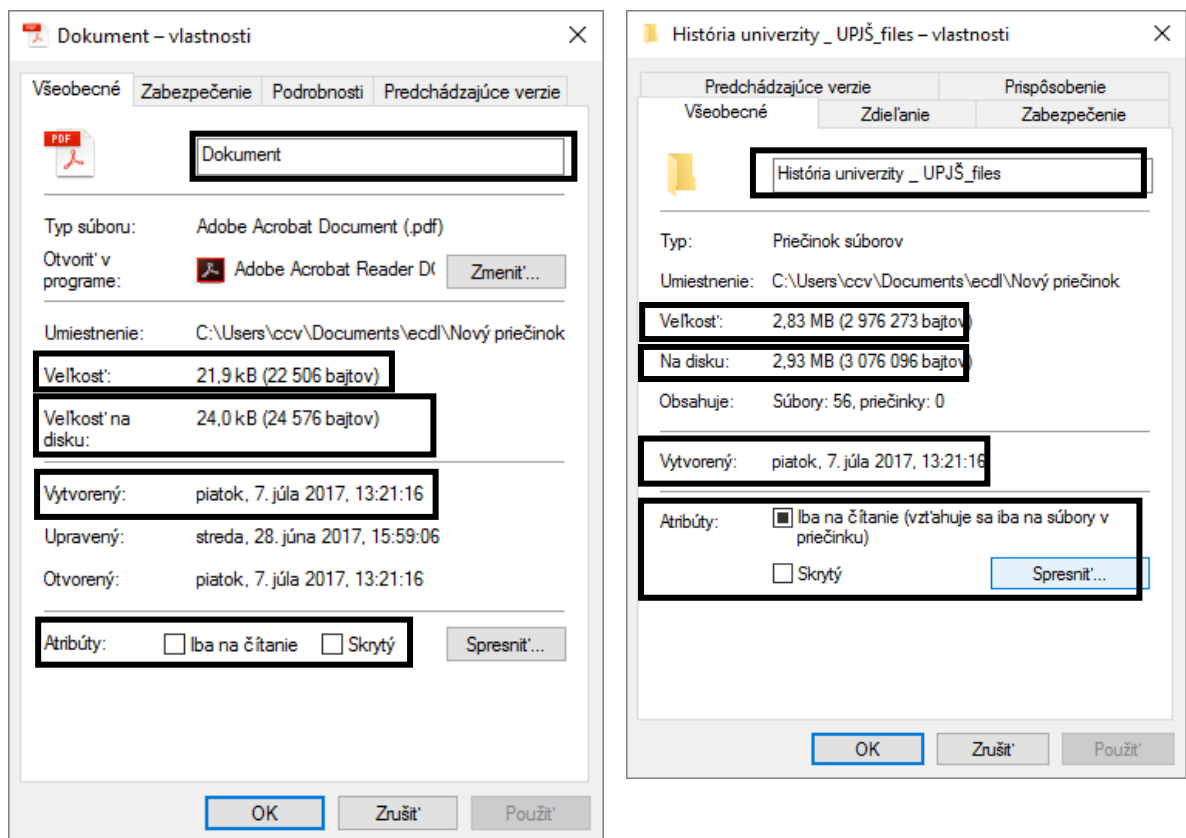 Dokument – vlastnosti
Všeobecné Zabezpečenie Podrobnosti Predchádzajúce verzie
PDF
Dokument
Typ súboru: Adobe Acrobat Document (.pdf)
Otvoriť v programe: Adobe Acrobat Reader D( Zmeniť...
Umiestnenie: C:\Users\ccv\Documents\ecdl\Nový priečinok
Veľkosť: 21,9 kB (22 506 bajtov)
Veľkosť na disku: 24,0 kB (24 576 bajtov)
Vytvorený: piatok, 7. júla 2017, 13:21:16
Upravený: streda, 28. júna 2017, 15:59:06
Otvorený: piatok, 7. júla 2017, 13:21:16
Atribúty: Iba na čítanie Skrytý Spresniť...
OK Zrušiť Použiť
História univerzity _ UPJŠ_files – vlastnosti
Predchádzajúce verzie Prispôsobenie
Všeobecné Zdieľanie Zabezpečenie
História univerzity _ UPJŠ_files
Typ: Priečinok súborov
Umiestnenie: C:\Users\ccv\Documents\ecdl\Nový priečinok
Veľkosť: 2,83 MB (2 976 273 bajtov)
Na disku: 2,93 MB (3 076 096 bajtov)
Obsahuje: Súbory: 56, priečinky: 0
Vytvorený: piatok, 7. júla 2017, 13:21:16
Atribúty: Iba na čítanie (vzťahuje sa iba na súbory v
priečinku)
Skrytý Spresniť...
OK Zrušiť Použiť